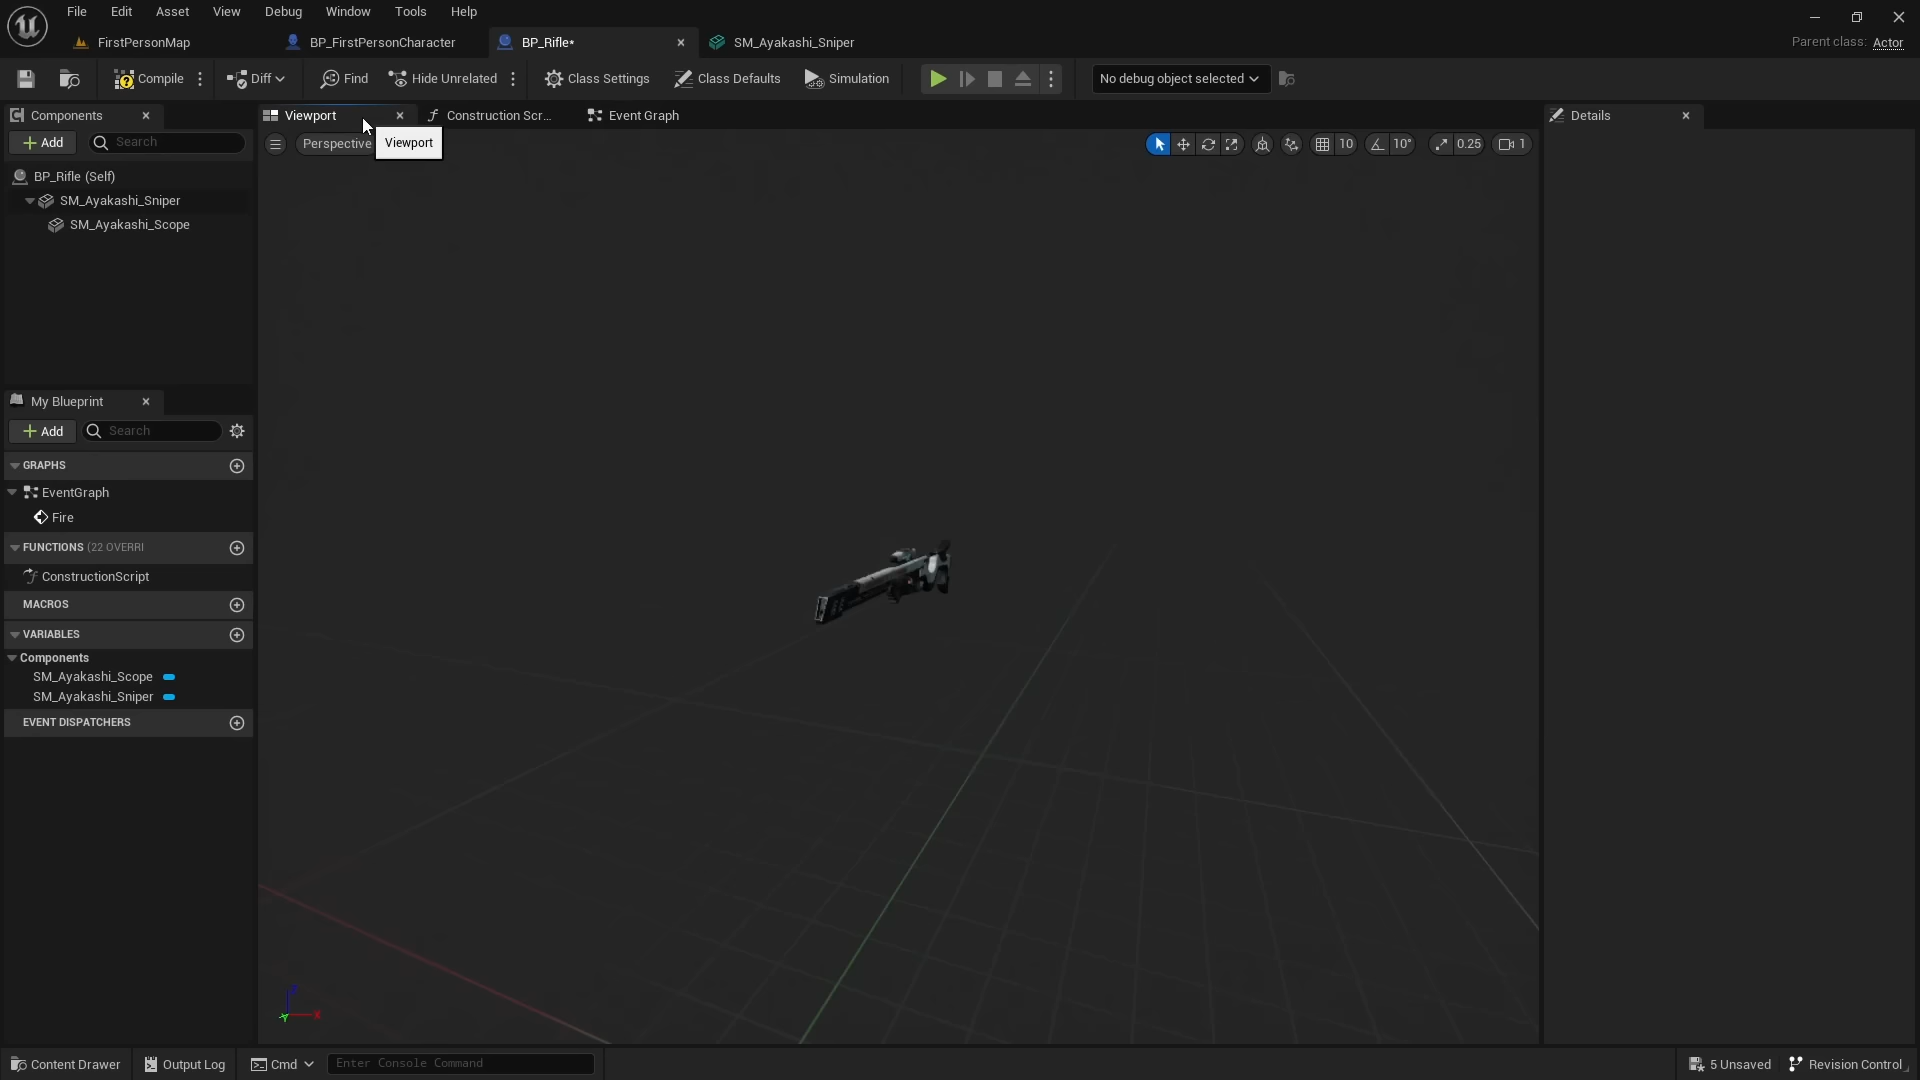 File Edit Asset View Debug Window Tools Help
FirstPersonMap BP_FirstPersonCharacter BP_Rifle* SM_Ayakashi_Sniper Parent class: Actor
Compile Diff Find Hide Unrelated Class Settings Class Defaults Simulation No debug object selected
Components Viewport Construction Scr... Event Graph Details
Add Search Perspective Viewport 10 10° 0.25 1
BP_Rifle (Self)
SM_Ayakashi_Sniper
SM_Ayakashi_Scope
My Blueprint
Add Search
GRAPHS
EventGraph
Fire
FUNCTIONS (22 OVERRI
ConstructionScript
MACROS
VARIABLES
Components
SM_Ayakashi_Scope
SM_Ayakashi_Sniper
EVENT DISPATCHERS
Z
Y X
Content Drawer Output Log Cmd Enter Console Command 5 Unsaved Revision Control